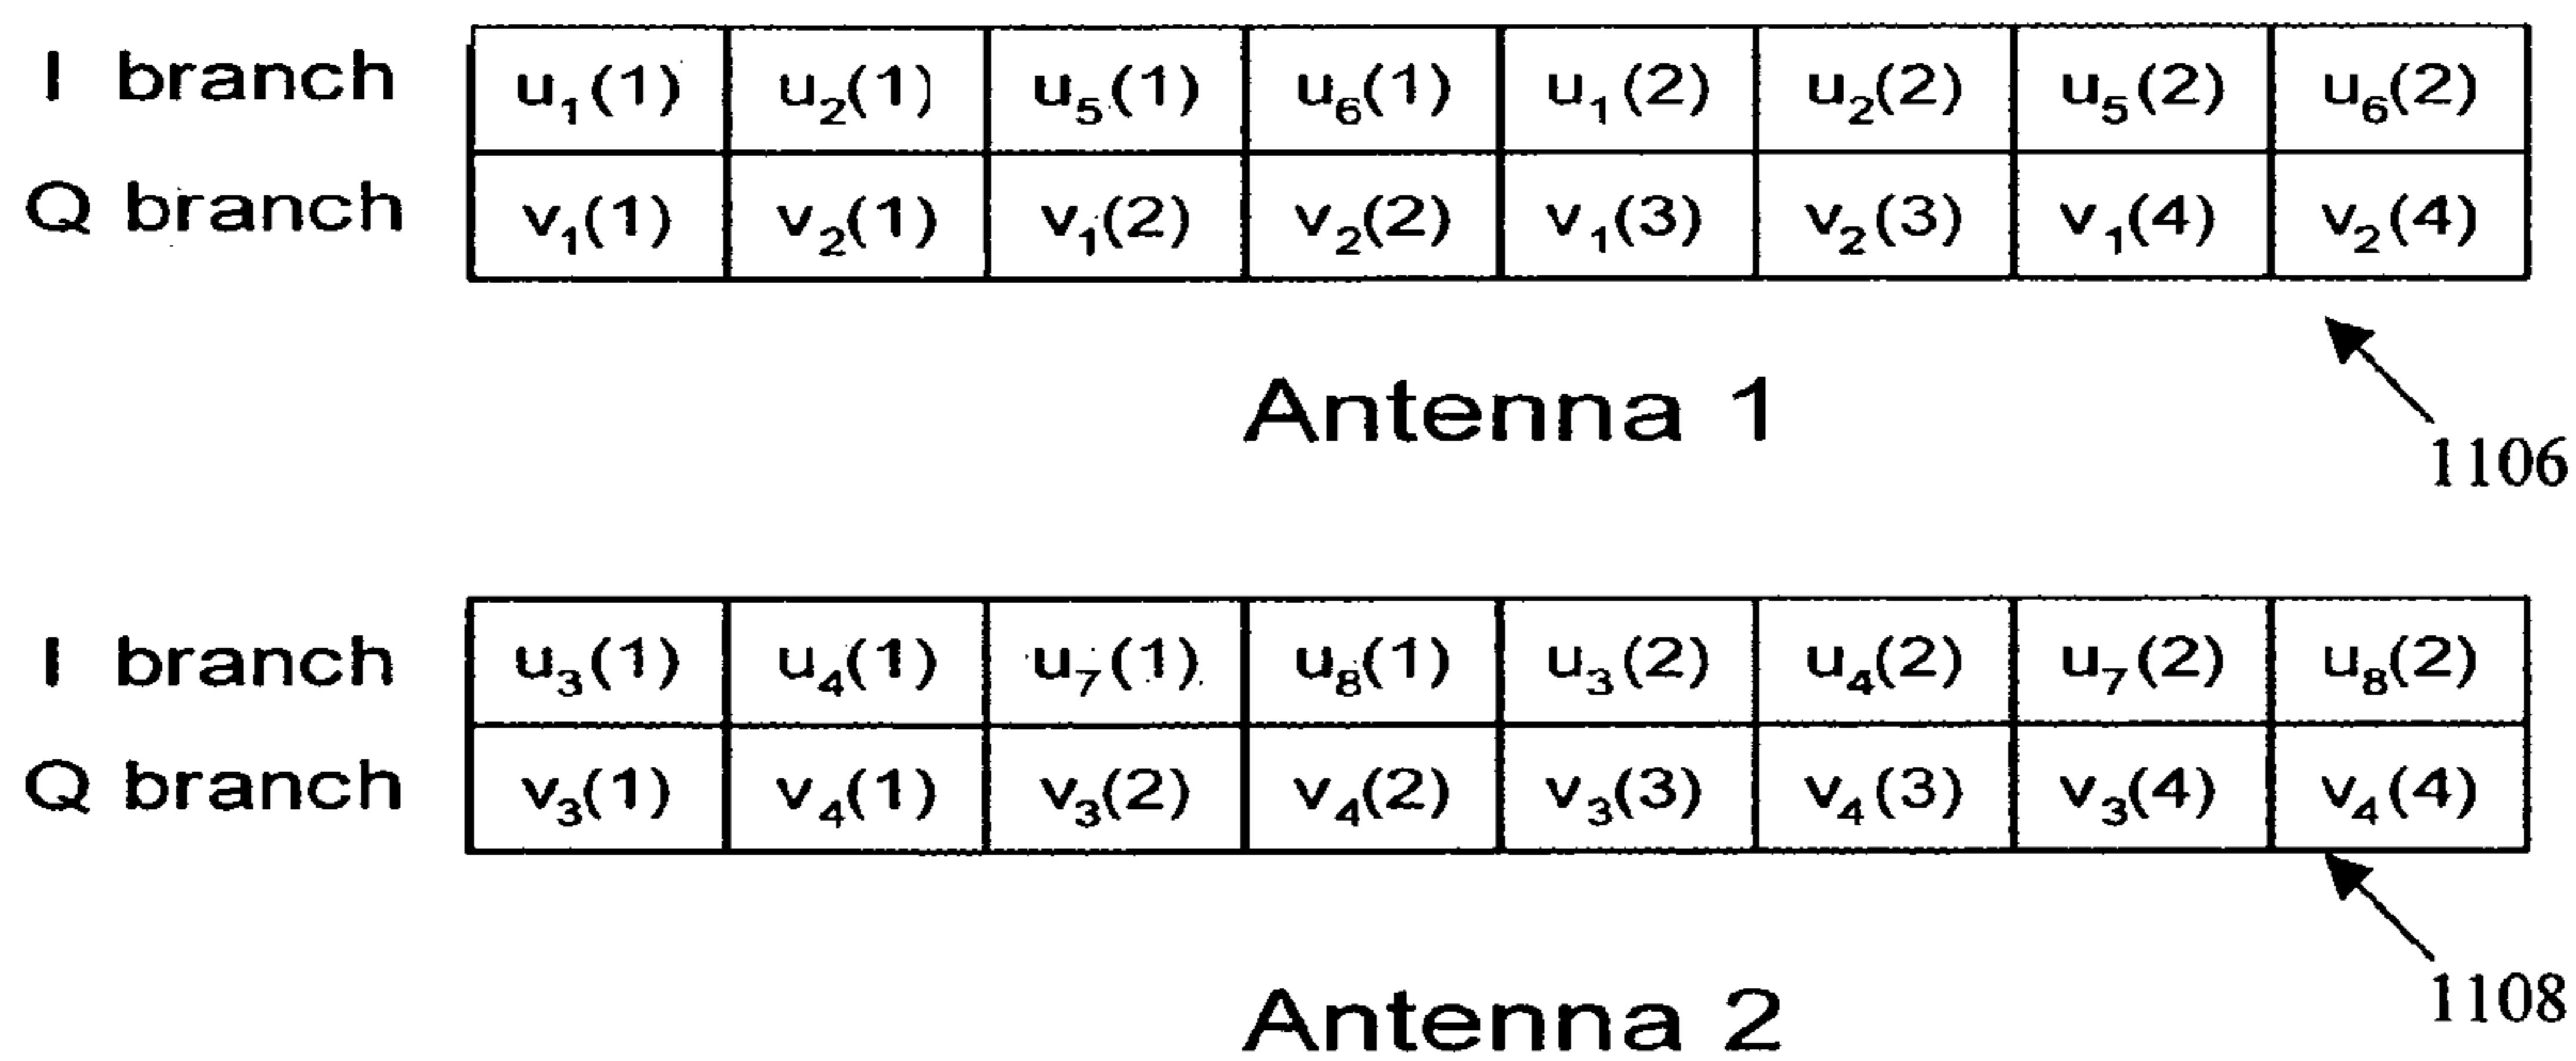 I branch u₁(1) u₂(1) u₅(1) u₆(1) u₁(2) u₂(2) u₅(2) u₆(2)
Q branch v₁(1) v₂(1) v₁(2) v₂(2) v₁(3) v₂(3) v₁(4) v₂(4)
Antenna 1
1106
I branch u₃(1) u₄(1) u₇(1) u₈(1) u₃(2) u₄(2) u₇(2) u₈(2)
Q branch v₃(1) v₄(1) v₃(2) v₄(2) v₃(3) v₄(3) v₃(4) v₄(4)
Antenna 2
1108